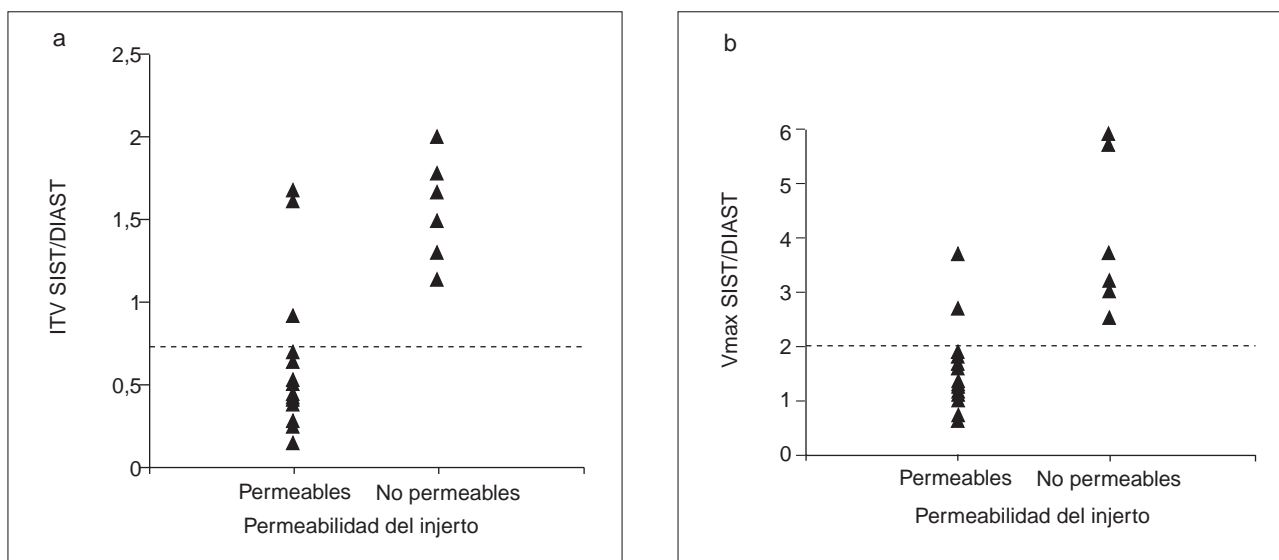 a
2,5
2
1,5
1
0,5
0
ITV SIST/DIAST
Permeables
No permeables
Permeabilidad del injerto
b
6
5
4
3
2
1
0
Vmax SIST/DIAST
Permeables
No permeables
Permeabilidad del injerto